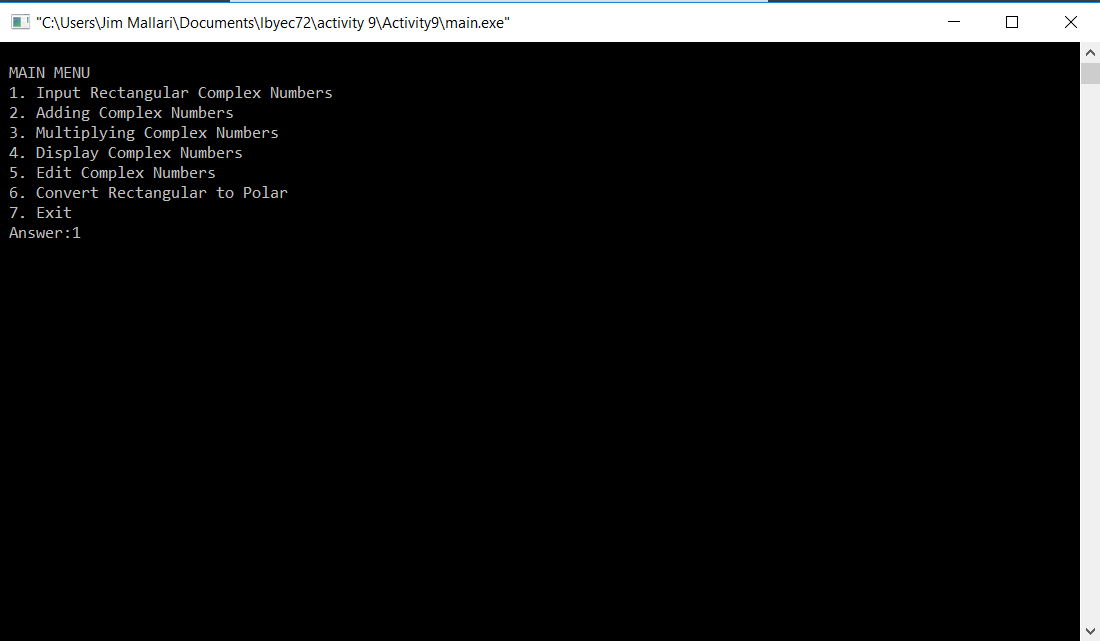 "C:\Users\Jim Mallari\Documents\lbyec72\activity 9\Activity9\main.exe"
MAIN MENU
1. Input Rectangular Complex Numbers
2. Adding Complex Numbers
3. Multiplying Complex Numbers
4. Display Complex Numbers
5. Edit Complex Numbers
6. Convert Rectangular to Polar
7. Exit
Answer:1